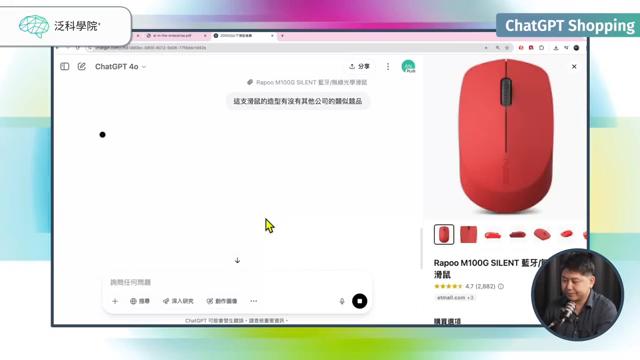 泛科學院
ChatGPT Shopping
ChatGPT 4o
分享
PLUS
Rapoo M100G SILENT 藍牙/無線光學滑鼠
這支滑鼠的造型有沒有其他公司的類似競品
詢問任何問題
搜尋
深入研究
創作圖像
ChatGPT 可能會發生錯誤。請查核重要資訊。
Rapoo M100G SILENT 藍牙/無
滑鼠
4.7 (2,882)
etmall.com +3
購買選項